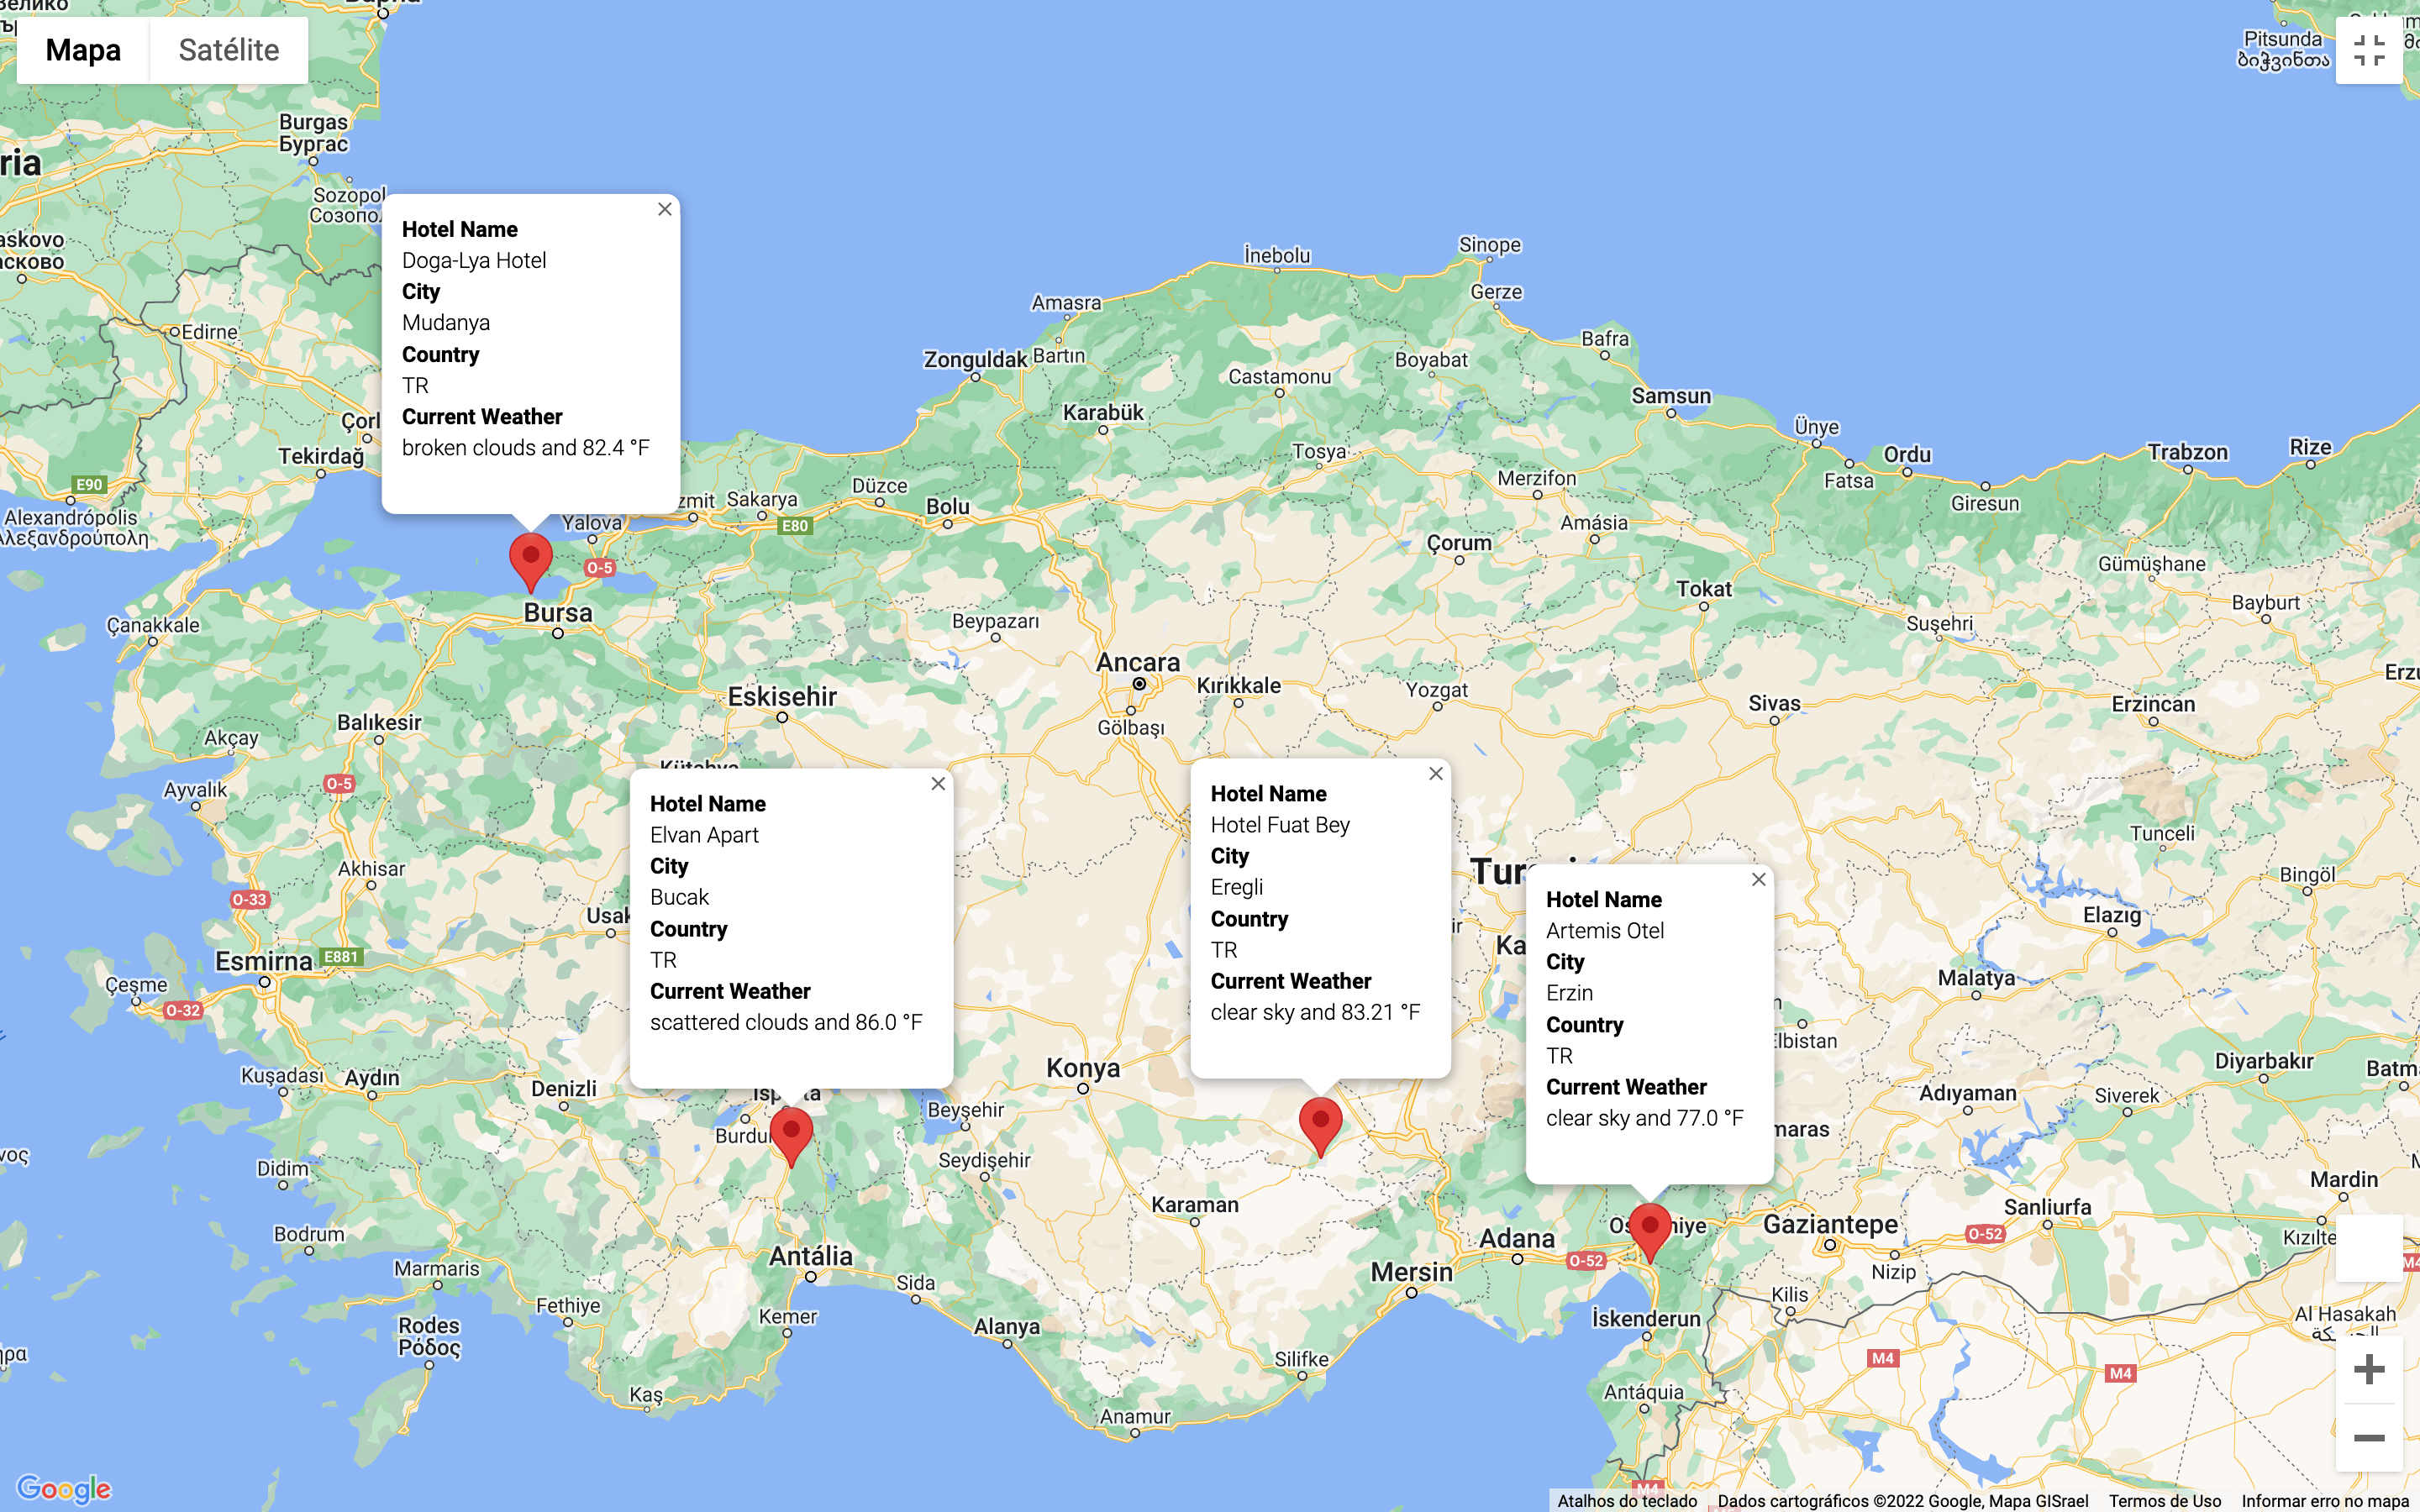 Mapa
Satélite
Burgas
Бургас
Sozopol
Edirne
Tekirdağ
E90
Alexandrópolis
Hotel Name
Doga-Lya Hotel
City
Mudanya
Country
TR
Current Weather
broken clouds and 82.4 °F
Pitsunda
ბიჭვინთა
İnebolu
Sinope
Gerze
Amasra
Bartın
Zonguldak
Bafra
Boyabat
Castamonu
Samsun
Karabük
Ünye
Tosya
Ordu
Fatsa
Trabzon
Rize
Merzifon
Giresun
Düzce
Sakarya
Bolu
E80
Yalova
Amásia
Çorum
O-5
Gümüşhane
Tokat
Bayburt
Suşehri
Bursa
Çanakkale
Beypazarı
Ancara
Kırıkkale
Yozgat
Gölbaşı
Eskisehir
Sivas
Erzincan
Balıkesir
Akçay
O-5
Ayvalık
Akhisar
O-33
Esmirna
E881
Çeşme
O-32
Hotel Name
Elvan Apart
City
Bucak
Country
TR
Current Weather
scattered clouds and 86.0 °F
Hotel Name
Hotel Fuat Bey
City
Eregli
Country
TR
Current Weather
clear sky and 83.21 °F
Hotel Name
Artemis Otel
City
Erzin
Country
TR
Current Weather
clear sky and 77.0 °F
Tunceli
Bingöl
Elazıg
Malatya
Diyarbakır
Adıyaman
Siverek
Konya
Kuşadası
Aydın
Denizli
Beyşehir
Seydişehir
Didim
Bodrum
Marmaris
Karaman
Mardin
Sanliurfa
Gaziantepe
O-52
Nizip
Adana
O-52
Mersin
Antália
Sida
Fethiye
Kemer
Alanya
Kilis
İskenderun
Al Hasakah
Rodes
Ρόδος
Silifke
M4
M4
Kaş
Antáquia
Anamur
M4
Google
Atalhos do teclado
Dados cartográficos ©2022 Google, Mapa GISrael
Termos de Uso
Informar erro no mapa